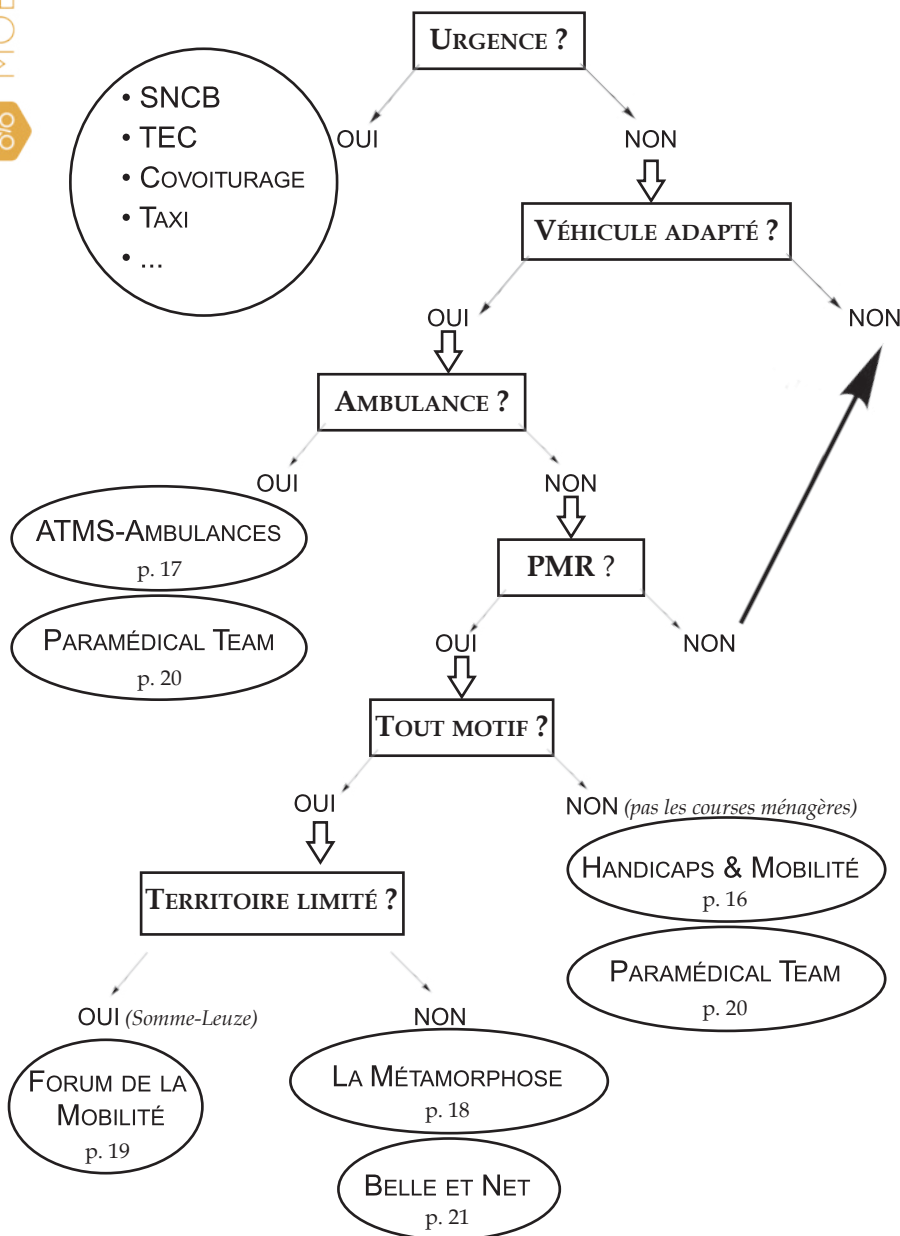 URGENCE ?
• SNCB
• TEC
• COVOITURAGE
• TAXI
• ...
OUI
NON
VÉHICULE ADAPTÉ ?
OUI
NON
AMBULANCE ?
OUI
NON
ATMS-AMBULANCES
p. 17
PARAMÉDICAL TEAM
p. 20
PMR ?
OUI
NON
TOUT MOTIF ?
OUI
NON (pas les courses ménagères)
HANDICAPS & MOBILITÉ
p. 16
PARAMÉDICAL TEAM
p. 20
TERRITOIRE LIMITÉ ?
OUI (Somme-Leuze)
NON
FORUM DE LA
MOBILITÉ
p. 19
LA MÉTAMORPHOSE
p. 18
BELLE ET NET
p. 21